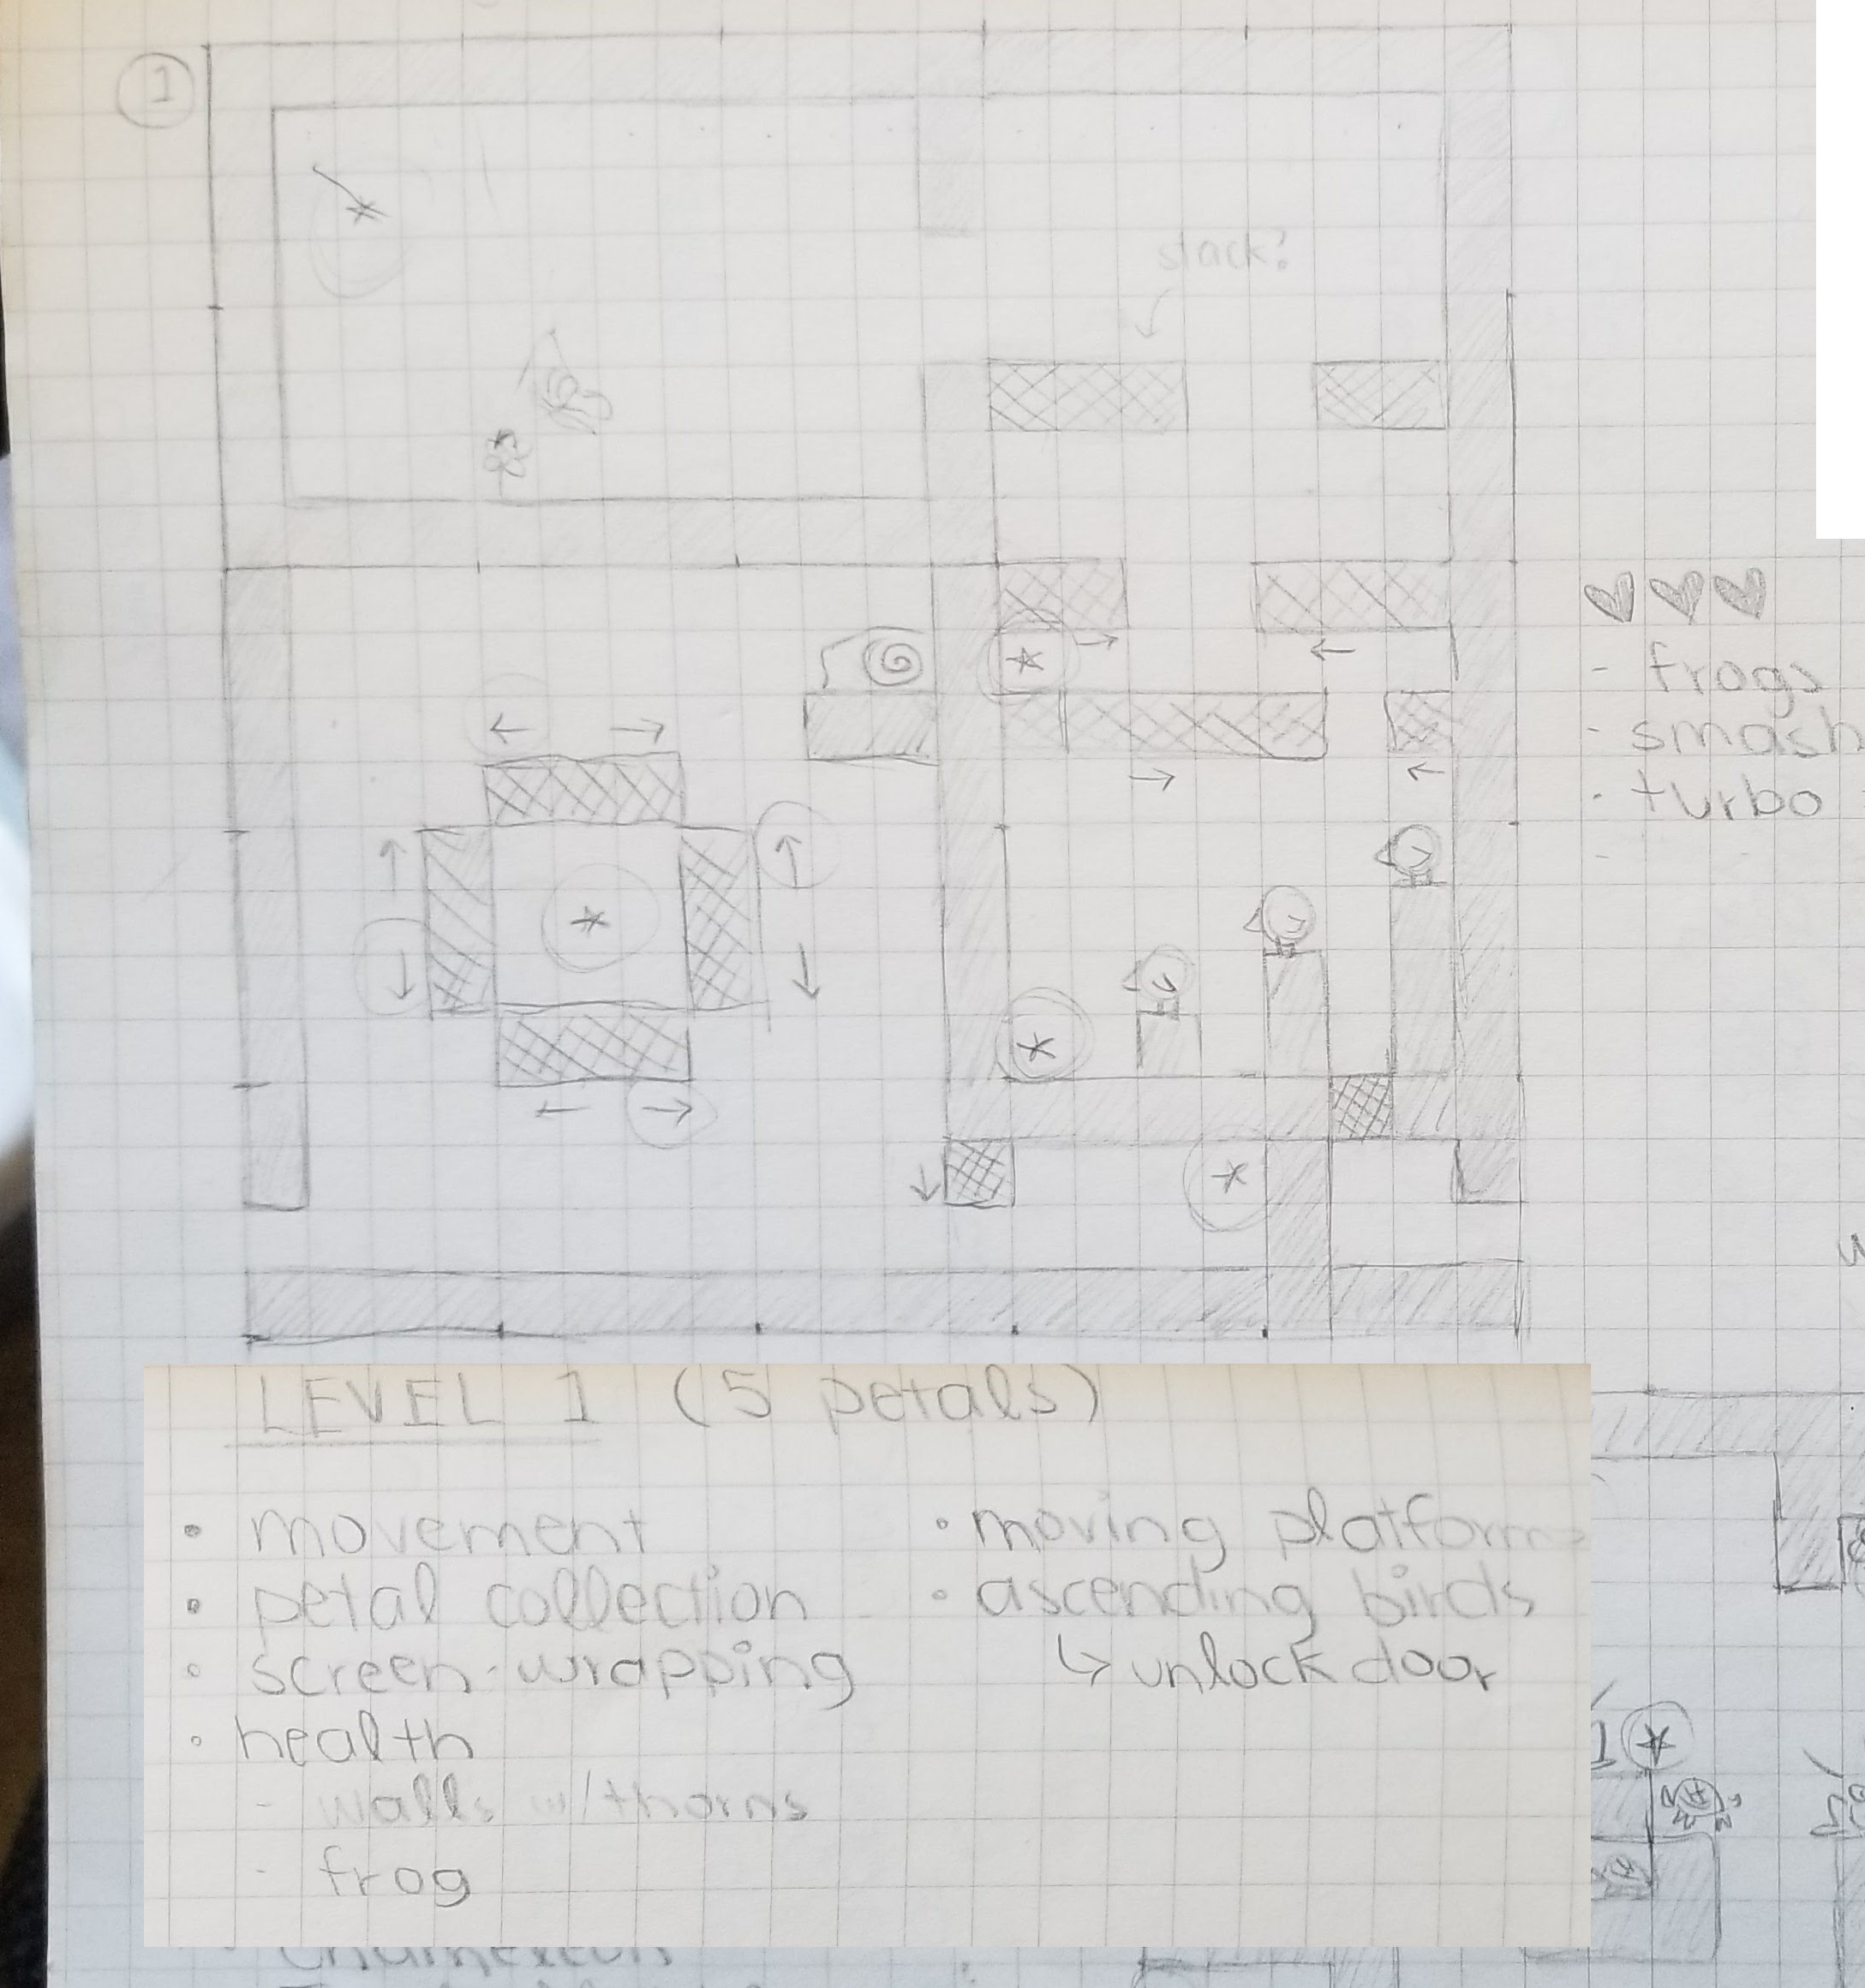 1
stack?
- frogs
- smash
- turbo
LEVEL 1 (5 petals)
• movement
• petal collection
• screen-wrapping
• health
- walls w/thorns
- frog
• moving platforms
• ascending birds
↳ unlock door
1